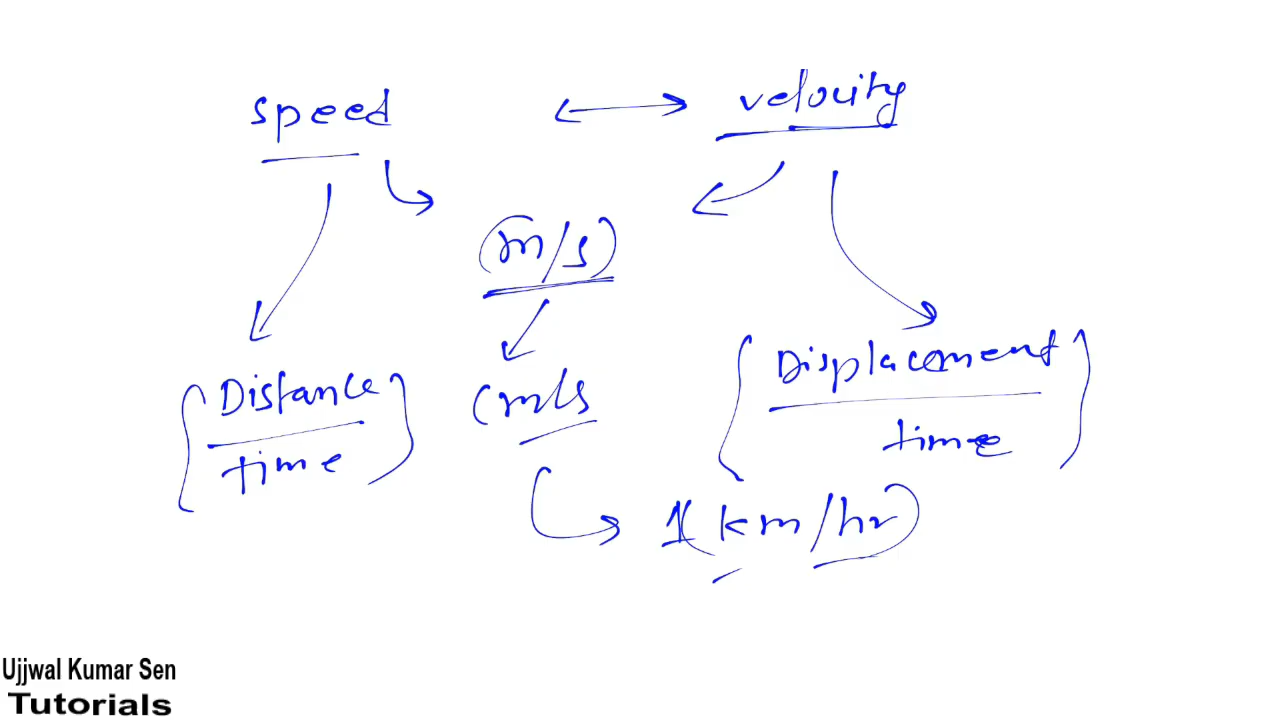 speed
velocity
(m/s)
Distance
time
cm/s
Displacement
time
1(km/hr)
Ujjwal Kumar Sen
Tutorials